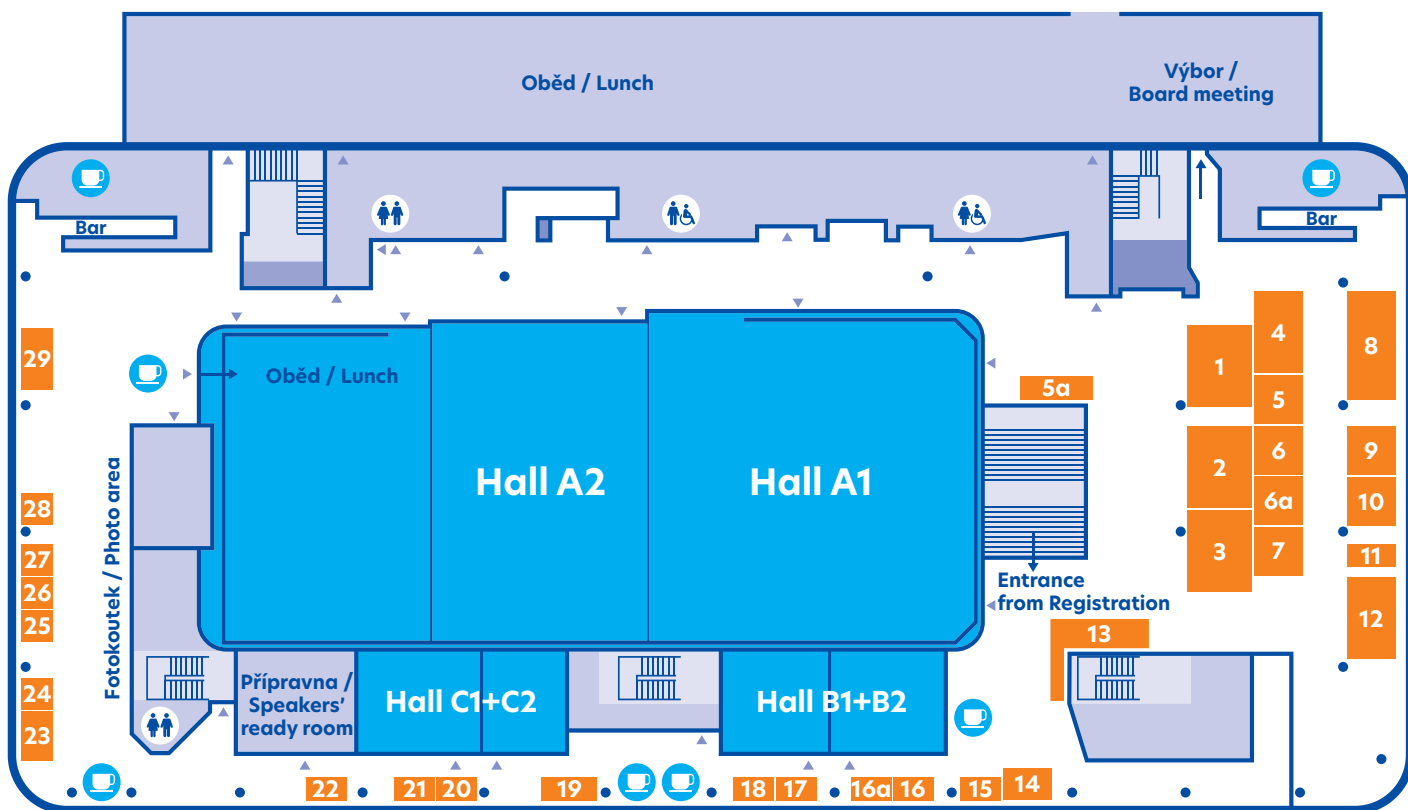 Oběd / Lunch
Výbor /
Board meeting
Bar
Bar
29
Oběd / Lunch
5a
1
4
5
8
Hall A2
Hall A1
2
6
6a
9
10
3
7
11
12
28
27
26
25
24
23
Fotokoutek / Photo area
Entrance
from Registration
13
Přípravna /
Speakers'
ready room
Hall C1+C2
Hall B1+B2
22
21
20
19
18
17
16a
16
15
14